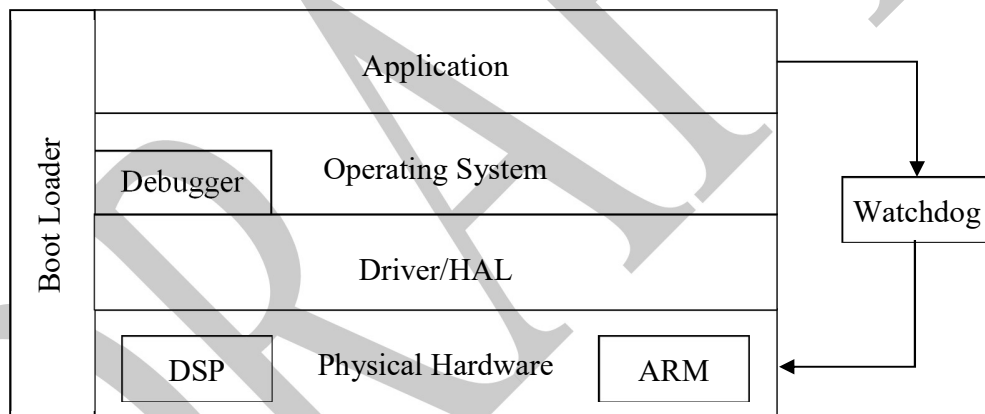 Application
Boot Loader
Debugger
Operating System
Watchdog
Driver/HAL
DSP
Physical Hardware
ARM